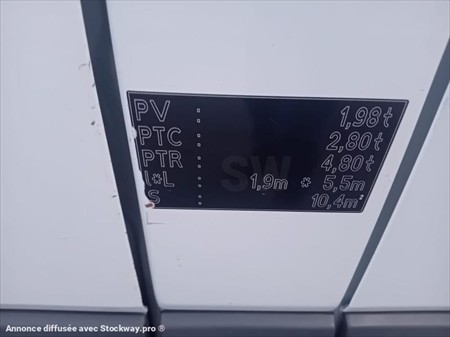 PV : 1,98t
PTC : 2,80t
PTR : 4,80t
l*L : 1,9m * 5,5m
S : 10,4m²
SW
Annonce diffusée avec Stockway.pro ®